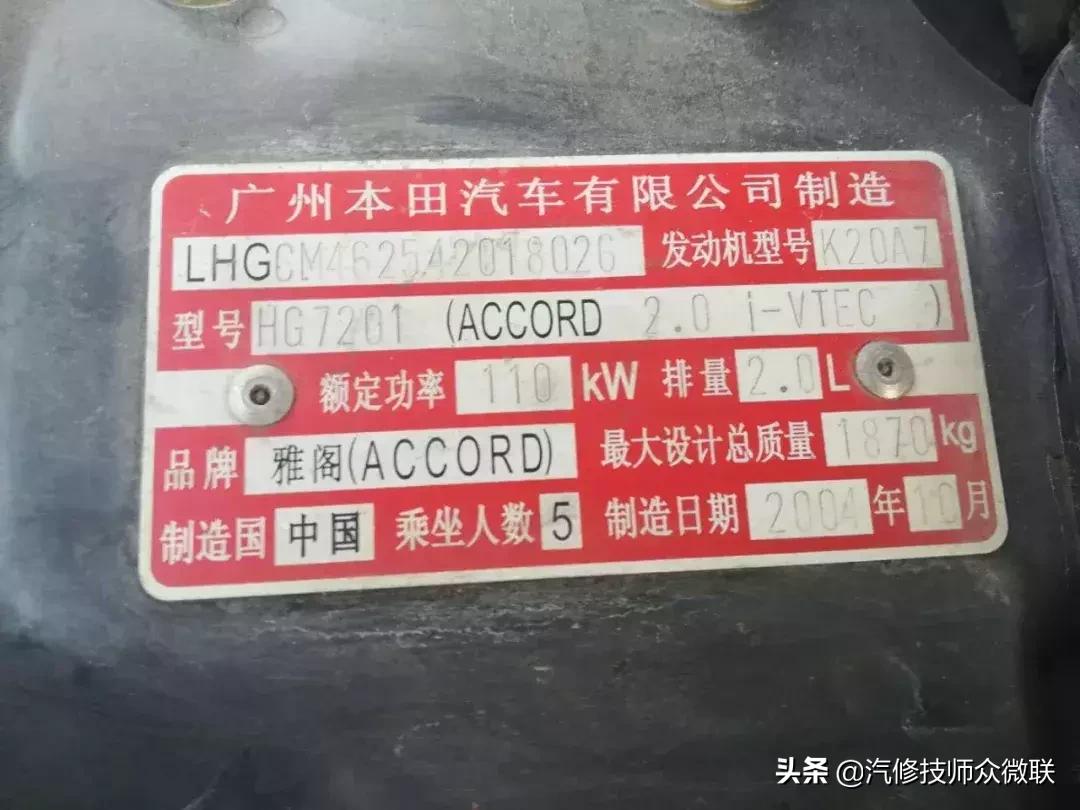 广州本田汽车有限公司制造
LHGCM462542018026 发动机型号 K20A7
型号 HG7201 (ACCORD 2.0 i-VTEC )
额定功率 110 kW 排量 2.0 L
品牌 雅阁(ACCORD) 最大设计总质量 1870 kg
制造国 中国 乘坐人数 5 制造日期 2004 年 10 月
头条 @汽修技师众微联